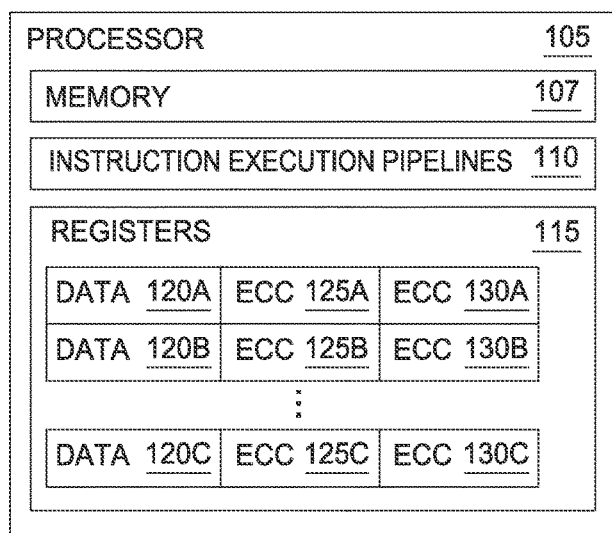 PROCESSOR 105
MEMORY 107
INSTRUCTION EXECUTION PIPELINES 110
REGISTERS 115
DATA 120A ECC 125A ECC 130A
DATA 120B ECC 125B ECC 130B
DATA 120C ECC 125C ECC 130C